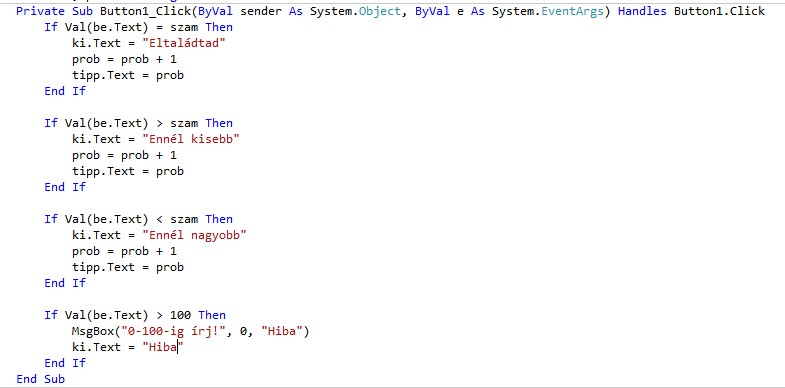 Private Sub Button1_Click(ByVal sender As System.Object, ByVal e As System.EventArgs) Handles Button1.Click
If Val(be.Text) = szam Then
ki.Text = "Eltaládtad"
prob = prob + 1
tipp.Text = prob
End If
If Val(be.Text) > szam Then
ki.Text = "Ennél kisebb"
prob = prob + 1
tipp.Text = prob
End If
If Val(be.Text) < szam Then
ki.Text = "Ennél nagyobb"
prob = prob + 1
tipp.Text = prob
End If
If Val(be.Text) > 100 Then
MsgBox("0-100-ig írj!", 0, "Hiba")
ki.Text = "Hiba"
End If
End Sub